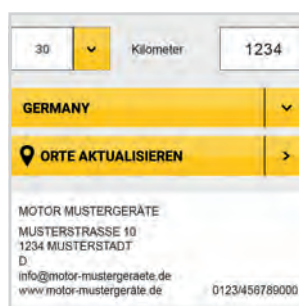 30 Kilometer 1234
GERMANY
ORTE AKTUALISIEREN
MOTOR MUSTERGERÄTE
MUSTERSTRASSE 10
1234 MUSTERSTADT
D
info@motor-mustergeraete.de
www.motor-mustergeräte.de 0123/456789000